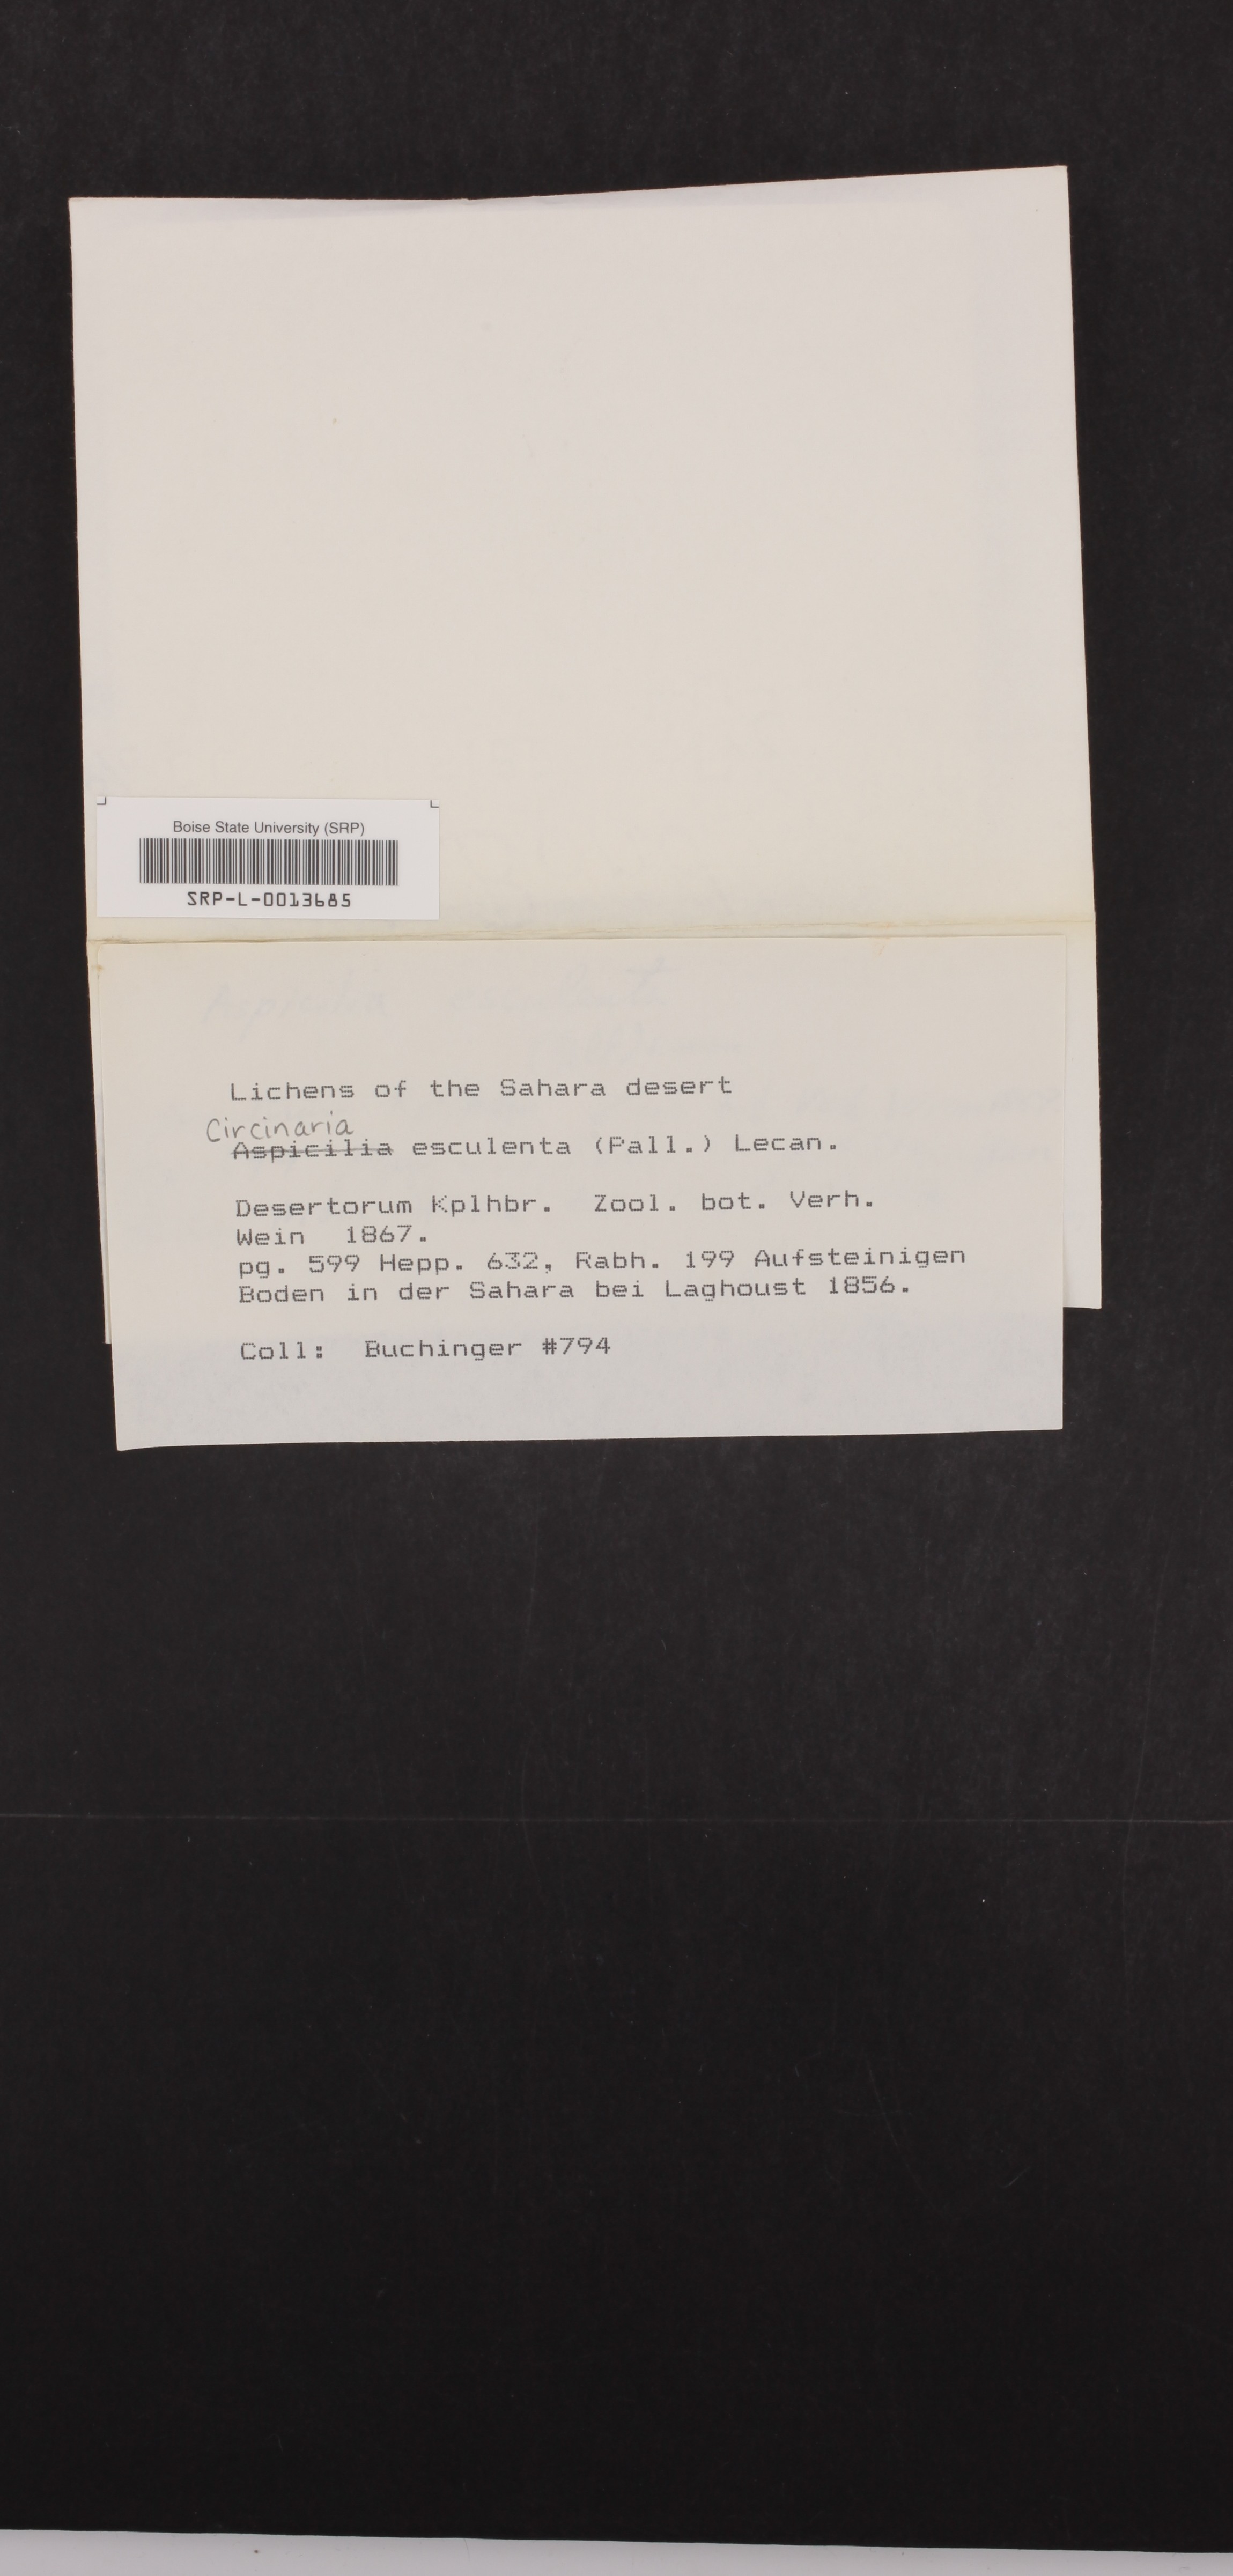 Boise State University (SRP)
SRP-L-0013685
Lichens of the Sahara desert
Circinaria
Aspicilia esculenta (Pall.) Lecan.
Desertorum Kplhbr. Zool. bot. Verh.
Wein 1867.
pg. 599 Hepp. 632, Rabh. 199 Aufsteinigen
Boden in der Sahara bei Laghoust 1856.
Coll: Buchinger #794